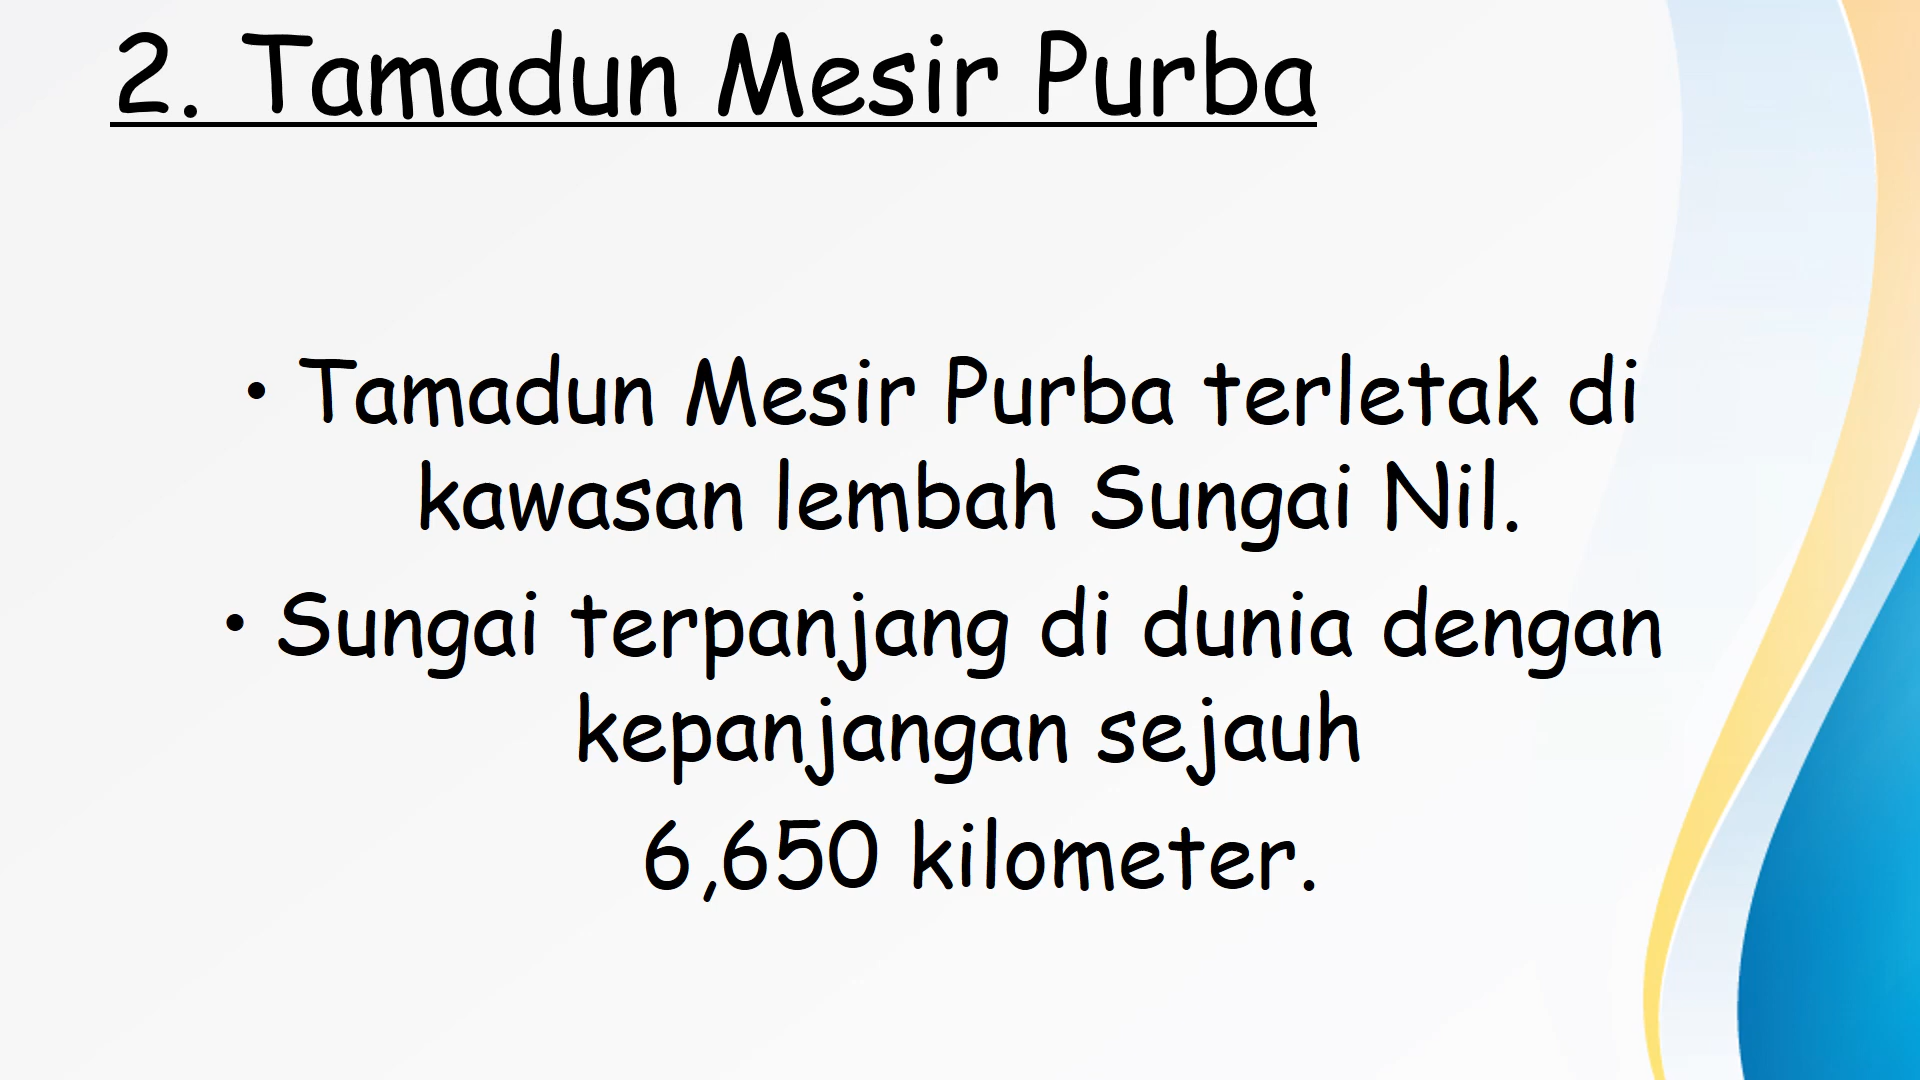 2. Tamadun Mesir Purba
• Tamadun Mesir Purba terletak di
kawasan lembah Sungai Nil.
• Sungai terpanjang di dunia dengan
kepanjangan sejauh
6,650 kilometer.